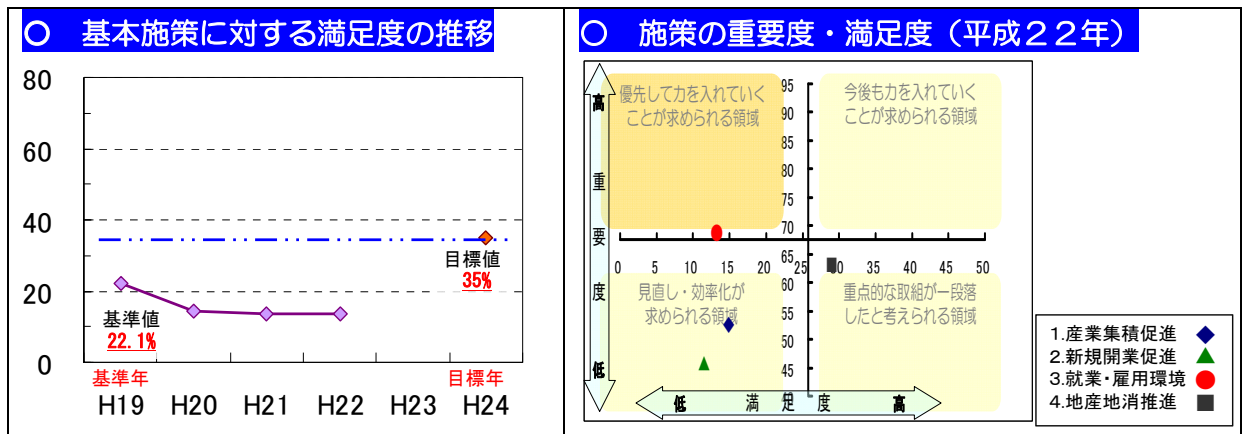 〇 基本施策に対する満足度の推移
80
60
40
20
0
目標値
35%
基準値
22.1%
基準年
目標年
H19 H20 H21 H22 H23 H24
〇 施策の重要度・満足度（平成２２年）
高
重
要
度
低
優先して力を入れていく
ことが求められる領域
今後も力を入れていく
ことが求められる領域
95
90
85
80
75
70
65
60
55
50
45
40
0 5 10 15 20 25 30 35 40 45 50
見直し・効率化が
求められる領域
重点的な取組が一段落
したと考えられる領域
低 満 足 度 高
1.産業集積促進
2.新規開業促進
3.就業・雇用環境
4.地産地消推進